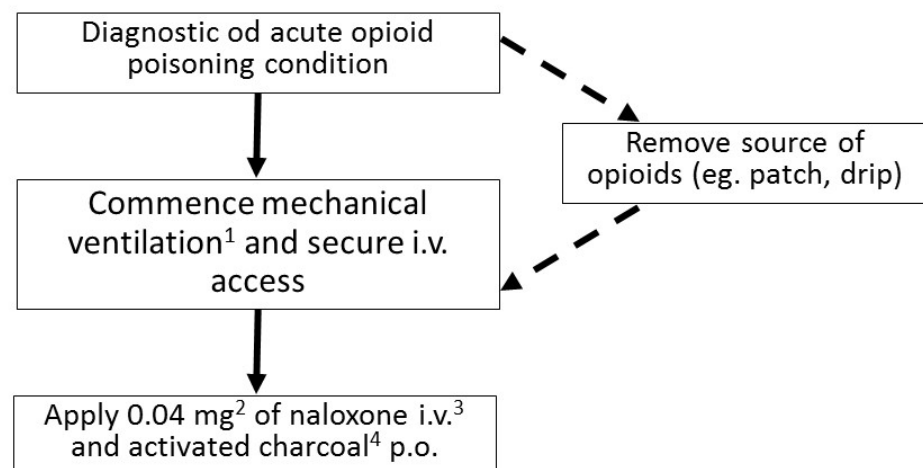 Diagnostic od acute opioid
poisoning condition
Remove source of
opioids (eg. patch, drip)
Commence mechanical
ventilation¹ and secure i.v.
access
Apply 0.04 mg² of naloxone i.v.³
and activated charcoal⁴ p.o.